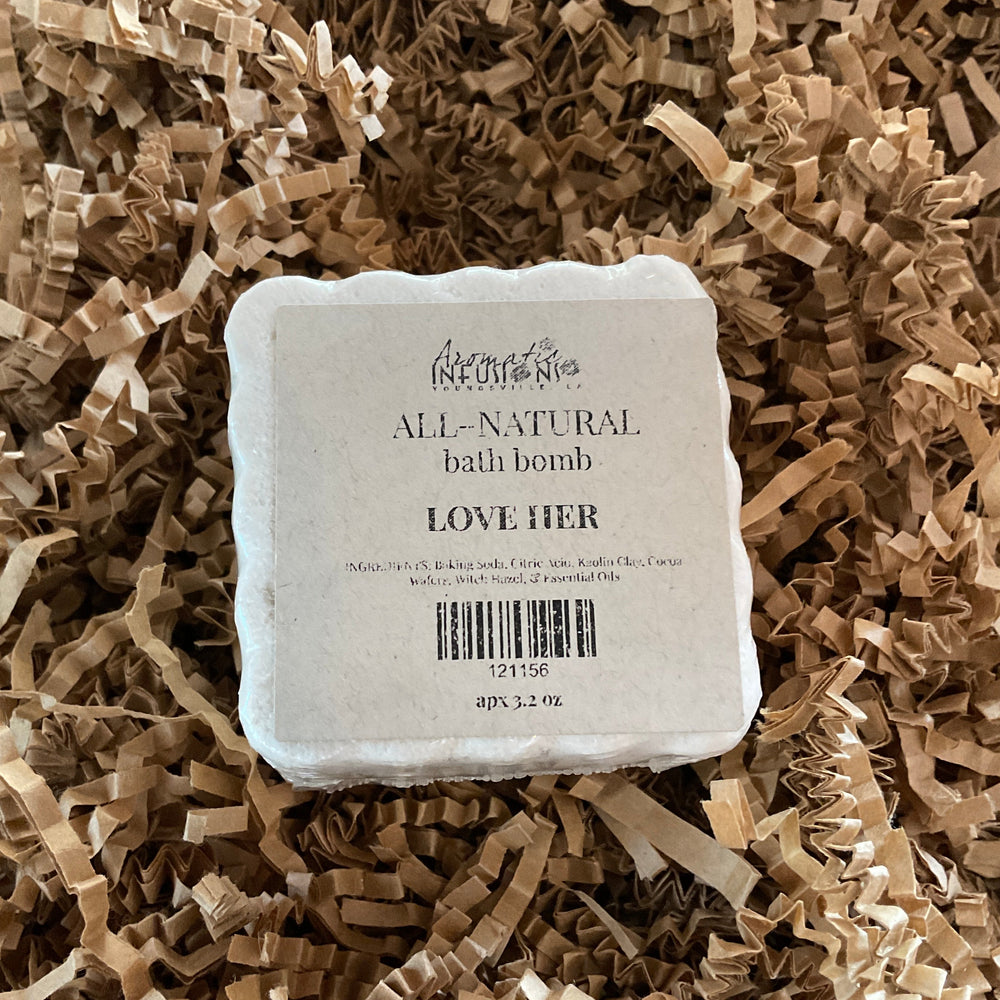 Aromatic
INFUSIONS
YOUNGSVILLE, LA
ALL--NATURAL
bath bomb
LOVE HER
INGREDIENTS: Baking Soda, Citric Acid, Kaolin Clay, Cocoa
Wafers, Witch Hazel, & Essential Oils
121156
apx 3.2 oz